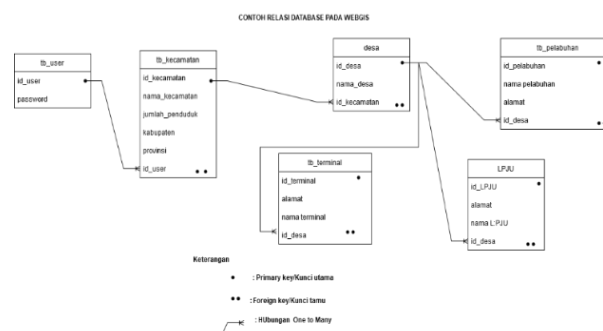 CONTOH RELASI DATABASE PADA WEBGIS
tb_user
id_user
password
tb_kecamatan
id_kecamatan
nama_kecamatan
jumlah_penduduk
kabupaten
provinsi
id_user
desa
id_desa
nama_desa
id_kecamatan
tb_pelabuhan
id_pelabuhan
nama pelabuhan
alamat
id_desa
tb_terminal
id_terminal
alamat
nama terminal
id_desa
LPJU
id_LPJU
alamat
nama LPJU
id_desa
Keterangan
: Primary key/Kunci utama
: Foreign key/Kunci tamu
: HUbungan One to Many